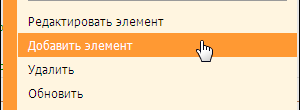 Редактировать элемент
Добавить элемент
Удалить
Обновить